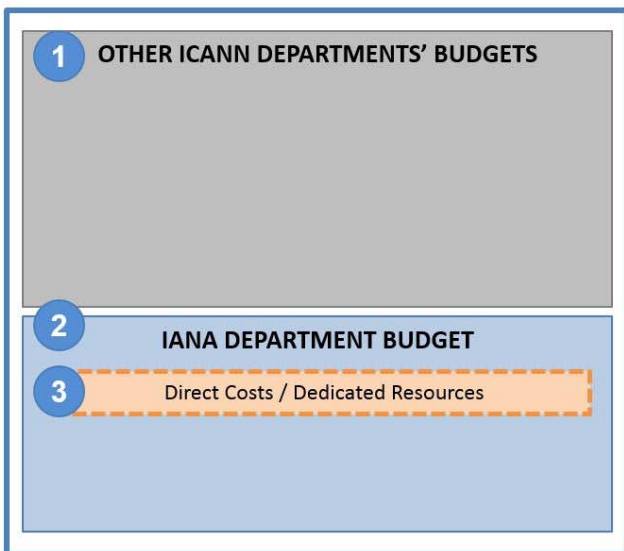 1 OTHER ICANN DEPARTMENTS’ BUDGETS
2
IANA DEPARTMENT BUDGET
3 Direct Costs / Dedicated Resources